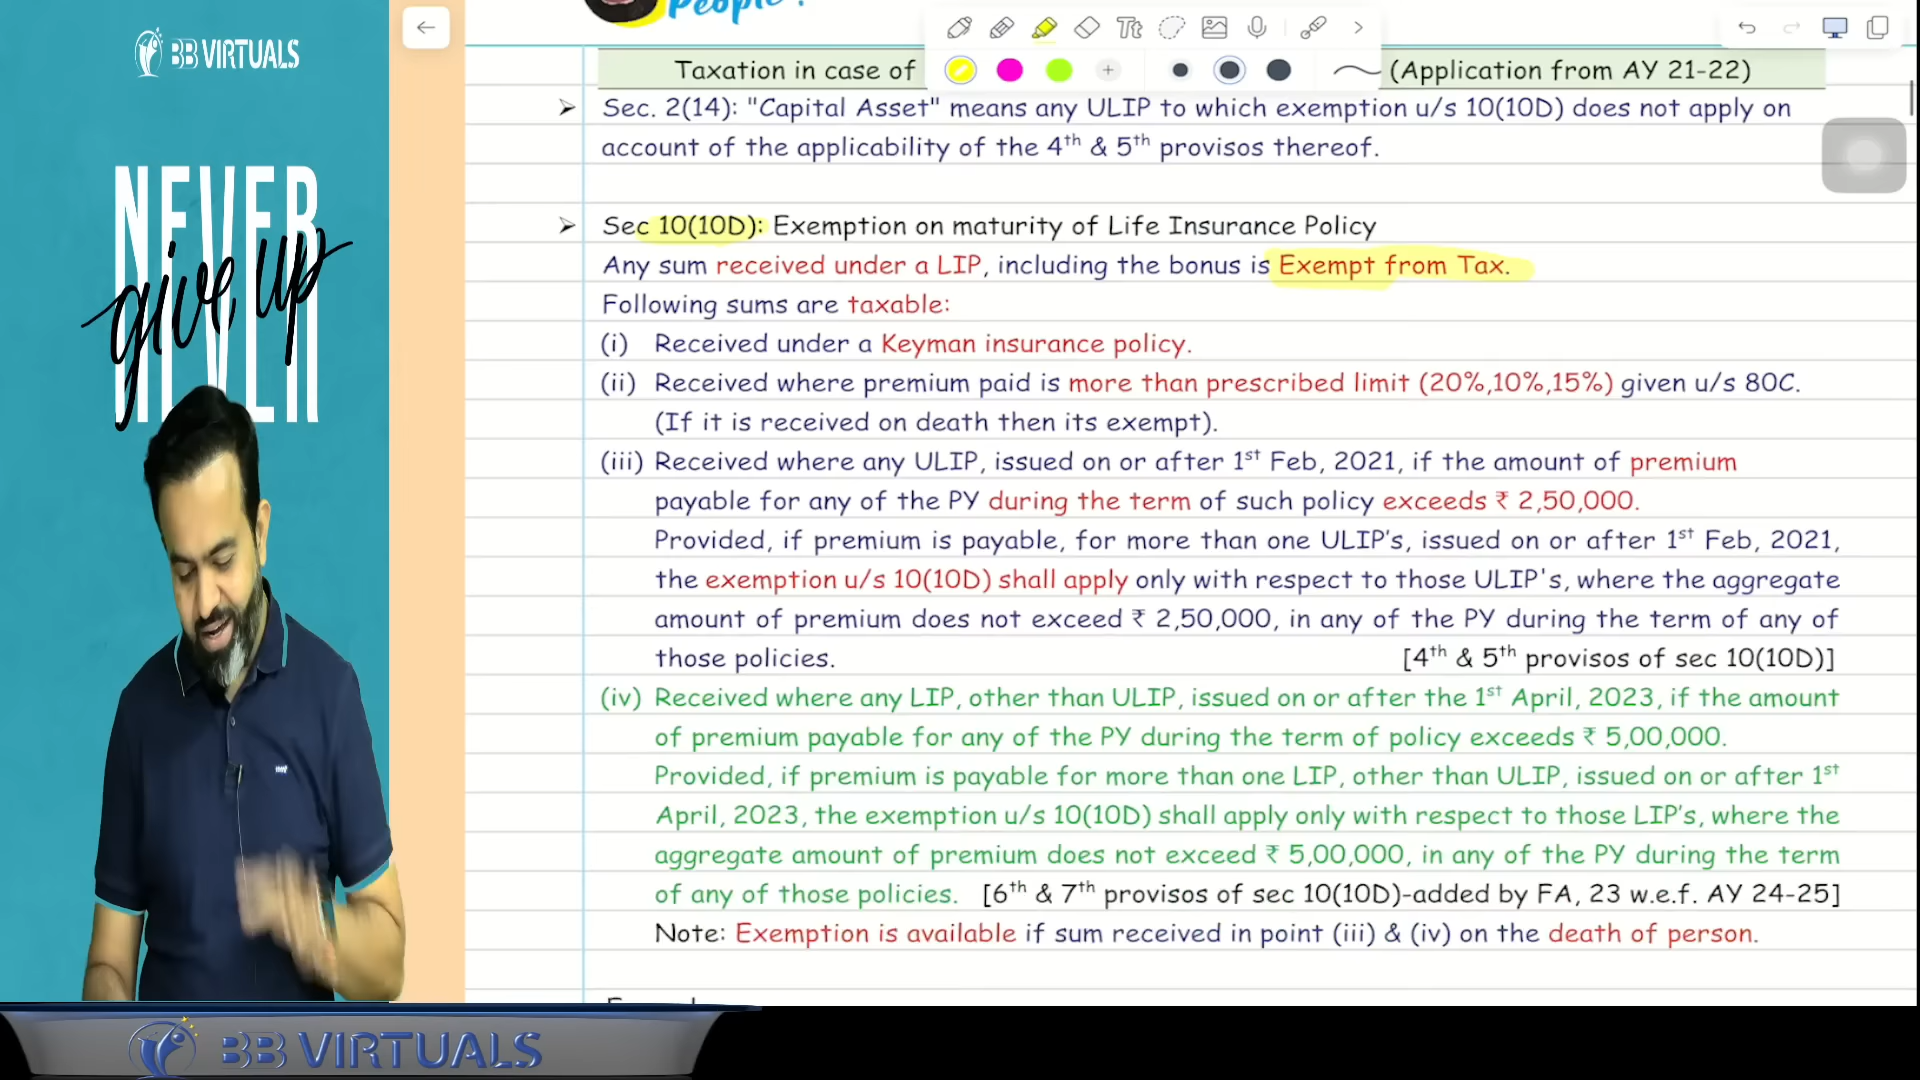 BB VIRTUALS
NEVER
give up
NEVER
People!
Tt
Taxation in case of (Application from AY 21-22)
➢ Sec. 2(14): "Capital Asset" means any ULIP to which exemption u/s 10(10D) does not apply on
account of the applicability of the 4th & 5th provisos thereof.
➢ Sec 10(10D): Exemption on maturity of Life Insurance Policy
Any sum received under a LIP, including the bonus is Exempt from Tax.
Following sums are taxable:
(i) Received under a Keyman insurance policy.
(ii) Received where premium paid is more than prescribed limit (20%,10%,15%) given u/s 80C.
(If it is received on death then its exempt).
(iii) Received where any ULIP, issued on or after 1st Feb, 2021, if the amount of premium
payable for any of the PY during the term of such policy exceeds ₹ 2,50,000.
Provided, if premium is payable, for more than one ULIP's, issued on or after 1st Feb, 2021,
the exemption u/s 10(10D) shall apply only with respect to those ULIP's, where the aggregate
amount of premium does not exceed ₹ 2,50,000, in any of the PY during the term of any of
those policies. [4th & 5th provisos of sec 10(10D)]
(iv) Received where any LIP, other than ULIP, issued on or after the 1st April, 2023, if the amount
of premium payable for any of the PY during the term of policy exceeds ₹ 5,00,000.
Provided, if premium is payable for more than one LIP, other than ULIP, issued on or after 1st
April, 2023, the exemption u/s 10(10D) shall apply only with respect to those LIP's, where the
aggregate amount of premium does not exceed ₹ 5,00,000, in any of the PY during the term
of any of those policies. [6th & 7th provisos of sec 10(10D)-added by FA, 23 w.e.f. AY 24-25]
Note: Exemption is available if sum received in point (iii) & (iv) on the death of person.
BB VIRTUALS